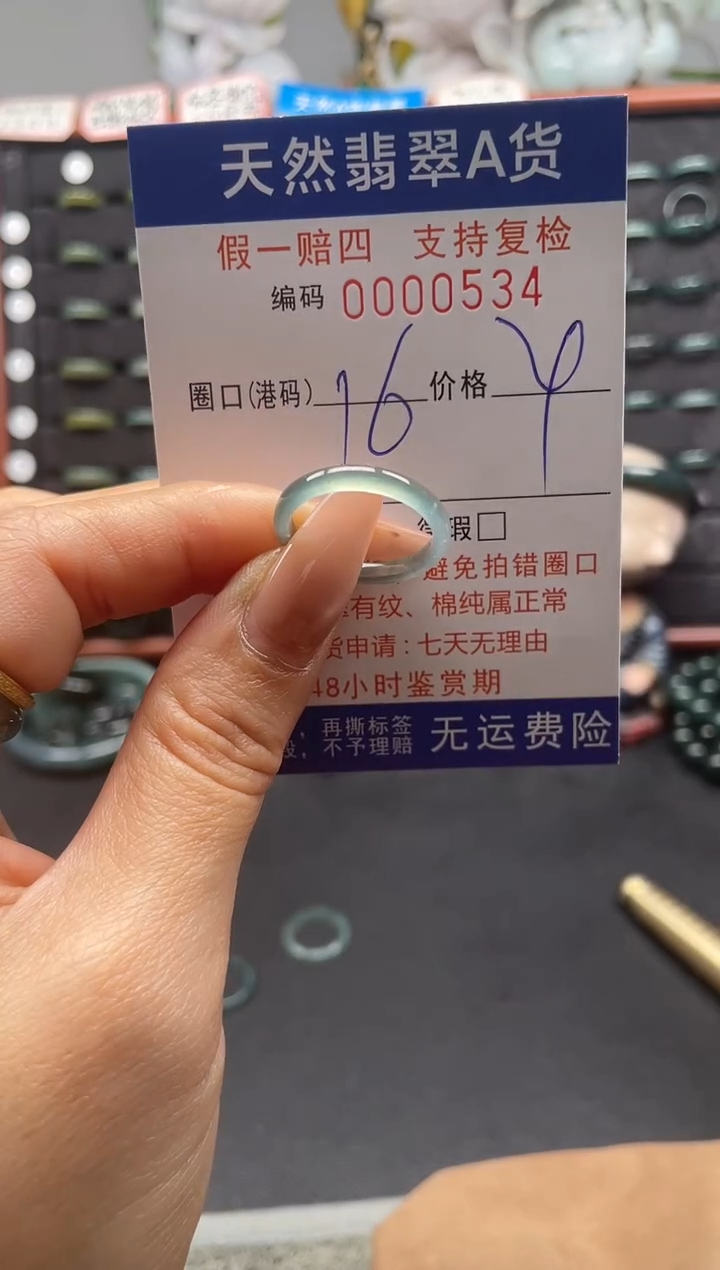 天然翡翠A货
假一赔四 支持复检
编码 0000534
圈口(港码) 16 价格
瑕□
避免拍错圈口
有纹、棉纯属正常
货申请：七天无理由
48小时鉴赏期
，再撕标签
，不予理赔
无运费险